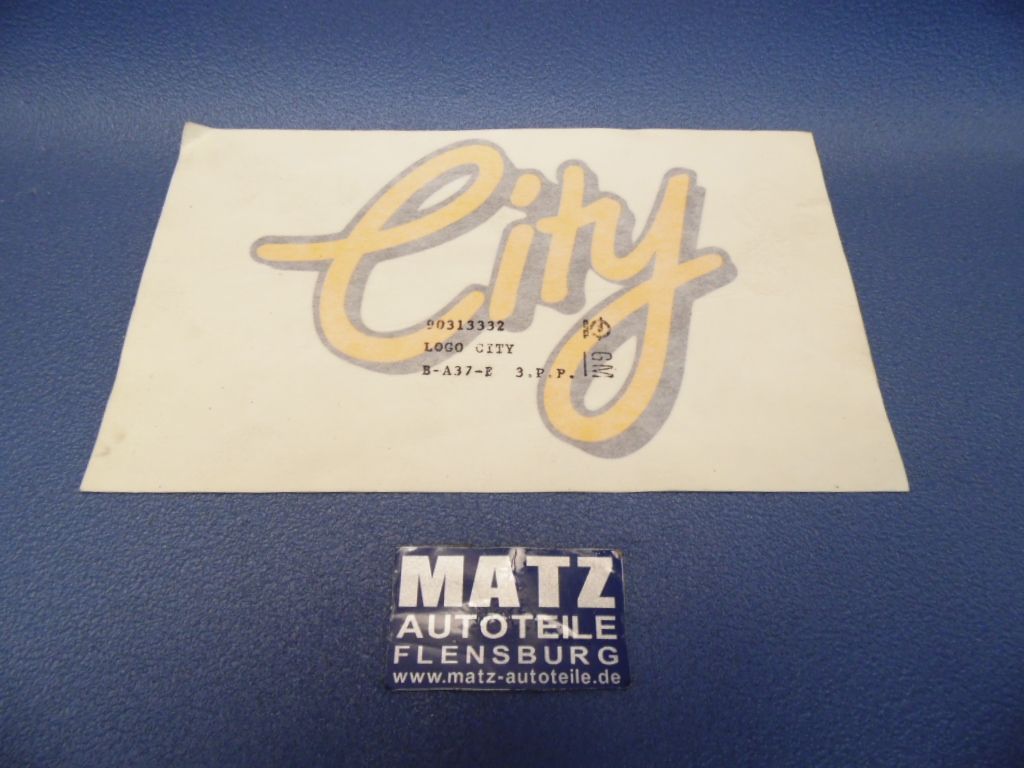 City
90313332
LOGO CITY
B-A37-E 3.P.P.
GM
MATZ
AUTOTEILE
FLENSBURG
www.matz-autoteile.de